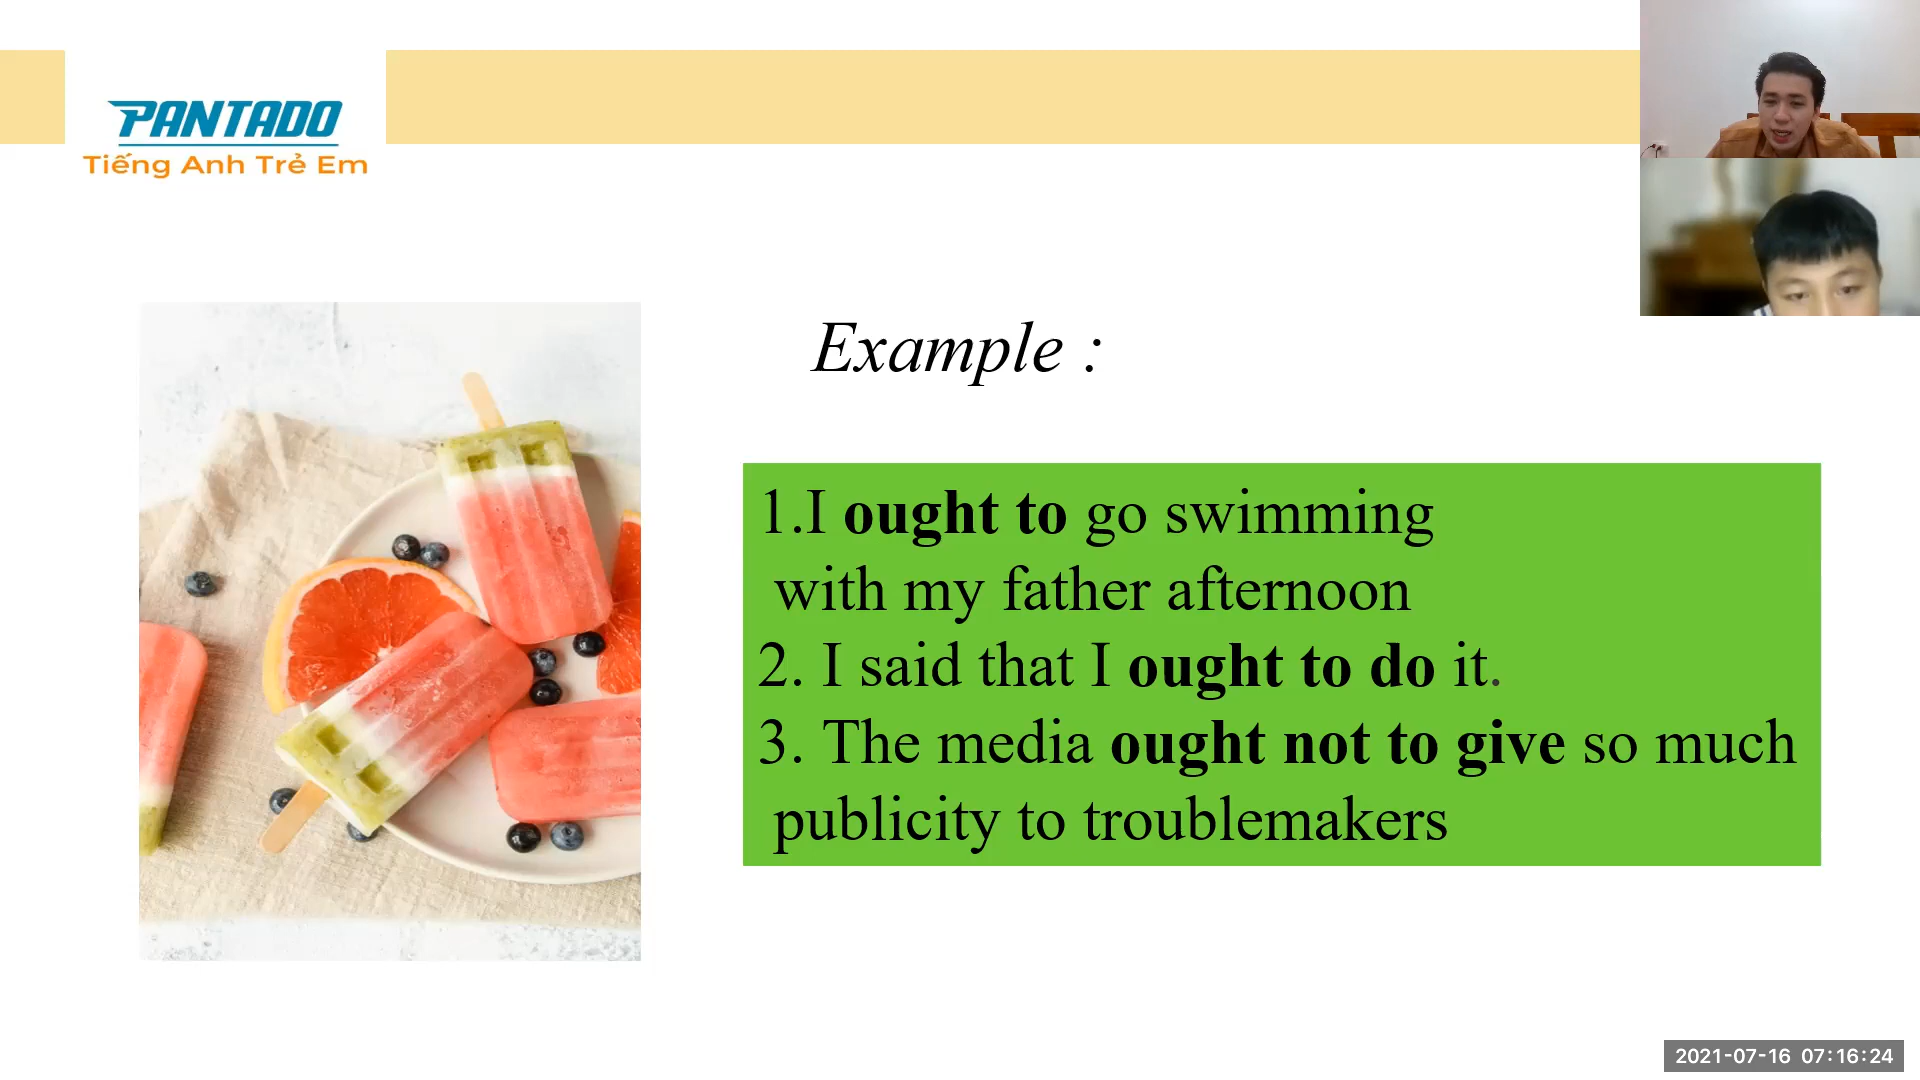 PANTADO
Tiếng Anh Trẻ Em
Example :
1.I ought to go swimming
with my father afternoon
2. I said that I ought to do it.
3. The media ought not to give so much
publicity to troublemakers
2021-07-16 07:16:24